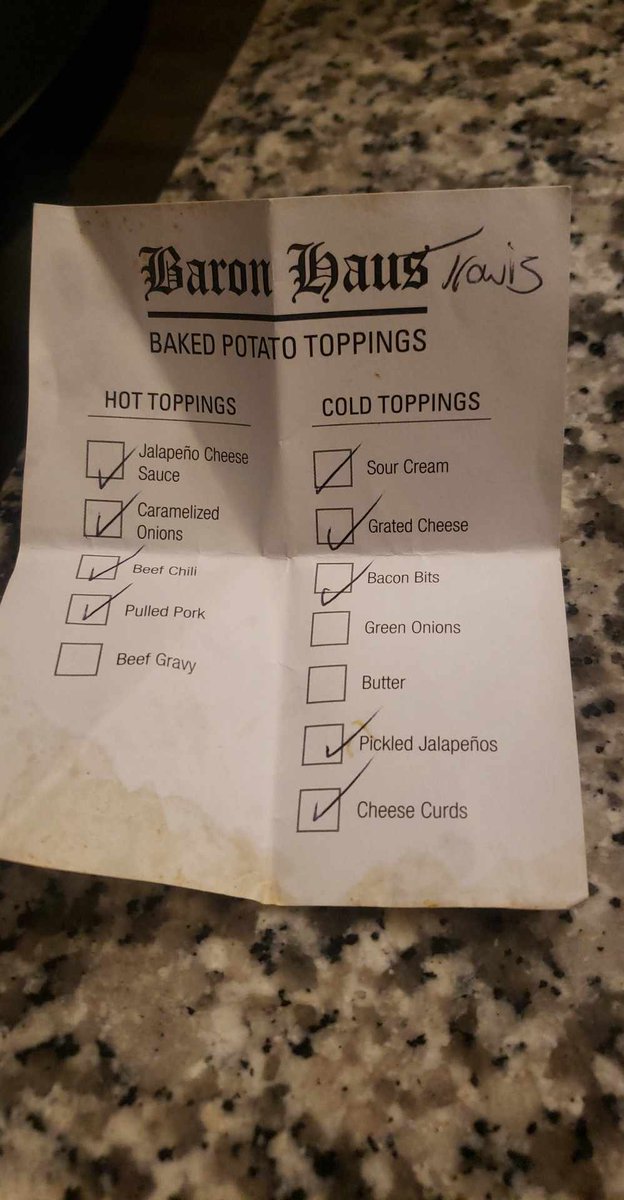 Baron Haus Travis
BAKED POTATO TOPPINGS
HOT TOPPINGS
Jalapeño Cheese
Sauce
Caramelized
Onions
Beef Chili
Pulled Pork
Beef Gravy
COLD TOPPINGS
Sour Cream
Grated Cheese
Bacon Bits
Green Onions
Butter
Pickled Jalapeños
Cheese Curds